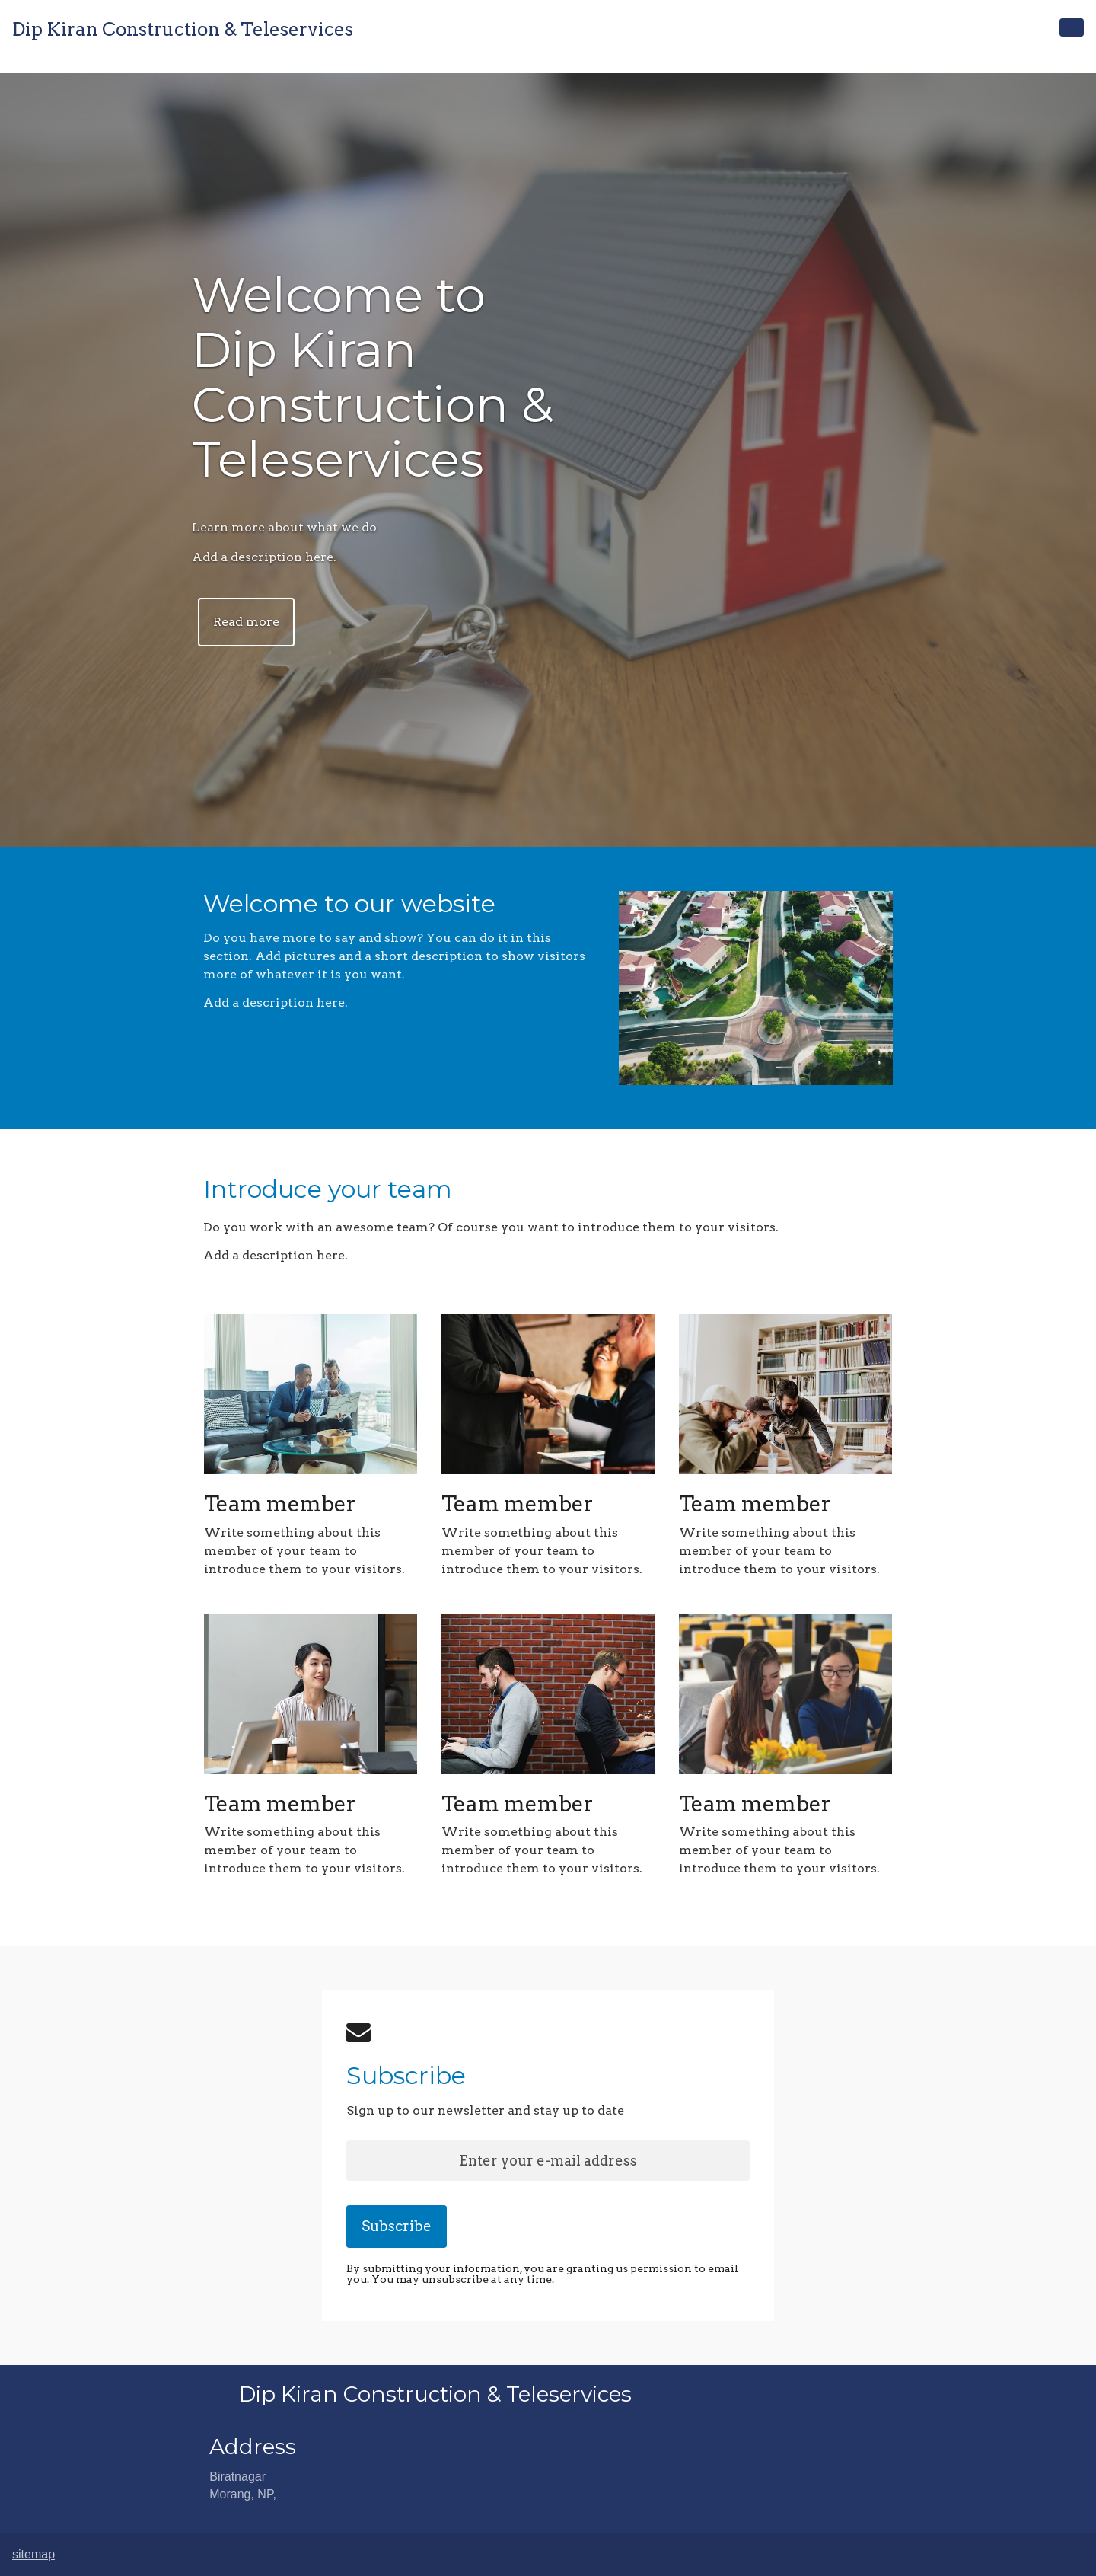 Dip Kiran Construction & Teleservices
Welcome to
Dip Kiran
Construction &
Teleservices
Learn more about what we do
Add a description here.
Read more
Welcome to our website
Do you have more to say and show? You can do it in this
section. Add pictures and a short description to show visitors
more of whatever it is you want.
Add a description here.
Introduce your team
Do you work with an awesome team? Of course you want to introduce them to your visitors.
Add a description here.
Team member
Write something about this
member of your team to
introduce them to your visitors.
Team member
Write something about this
member of your team to
introduce them to your visitors.
Team member
Write something about this
member of your team to
introduce them to your visitors.
Team member
Write something about this
member of your team to
introduce them to your visitors.
Team member
Write something about this
member of your team to
introduce them to your visitors.
Team member
Write something about this
member of your team to
introduce them to your visitors.
Subscribe
Sign up to our newsletter and stay up to date
Enter your e-mail address
Subscribe
By submitting your information, you are granting us permission to email
you. You may unsubscribe at any time.
Dip Kiran Construction & Teleservices
Address
Biratnagar
Morang, NP,
sitemap